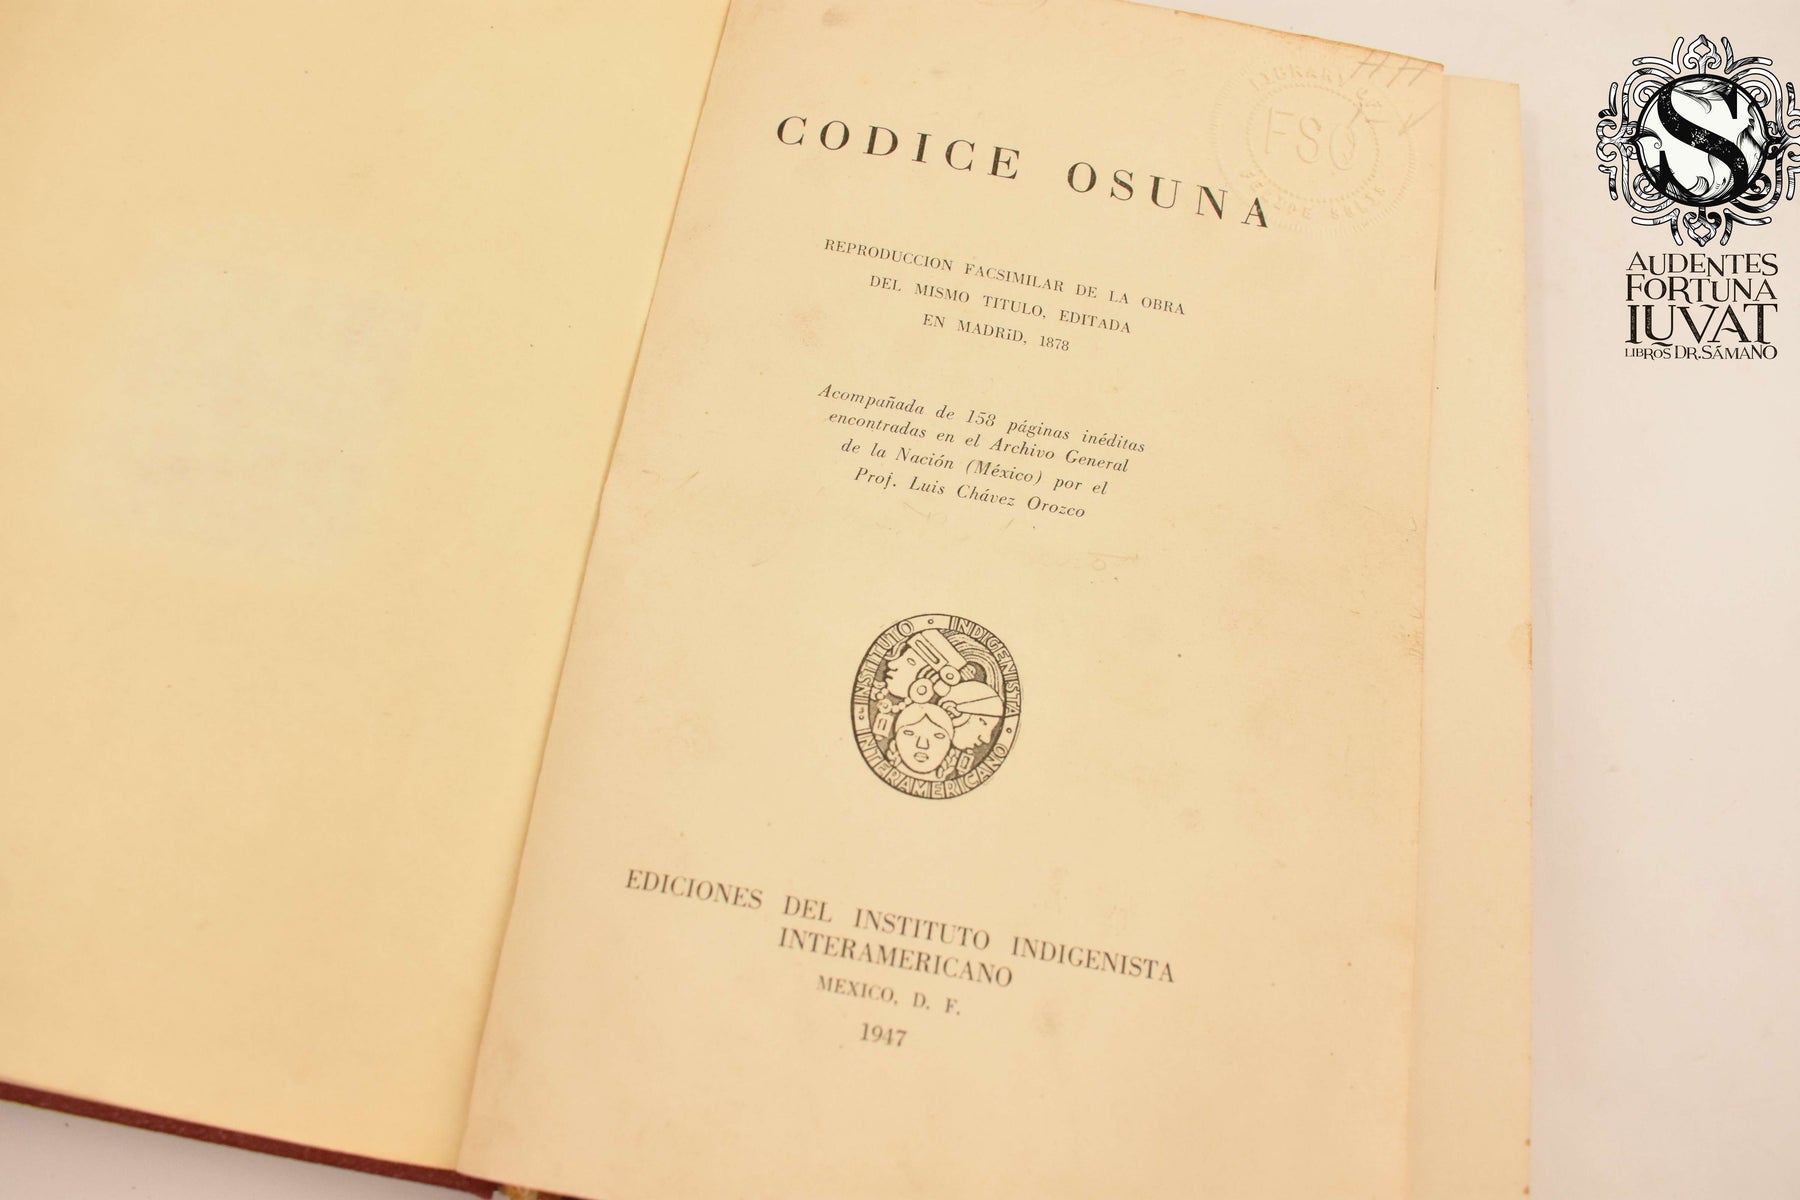 CODICE OSUNA
REPRODUCCION FACSIMILAR DE LA OBRA
DEL MISMO TITULO, EDITADA
EN MADRID, 1878
Acompañada de 158 páginas inéditas
encontradas en el Archivo General
de la Nación (México) por el
Prof. Luis Chávez Orozco
INSTITUTO · INDIGENISTA · INTERAMERICANO
EDICIONES DEL INSTITUTO INDIGENISTA
INTERAMERICANO
MEXICO, D. F.
1947
LIBRARY OF
FSO
S
AUDENTES
FORTUNA
IUVAT
LIBROS DR. SÁMANO